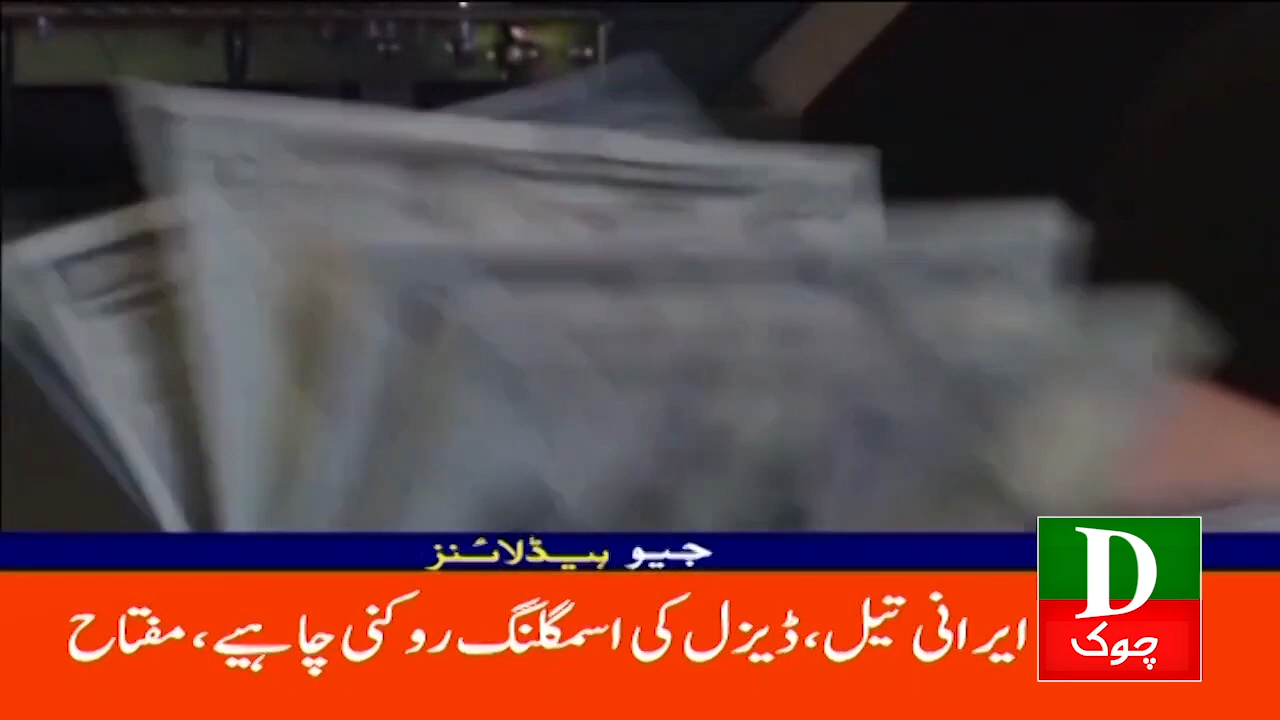 جیو ہیڈلائنز
ایرانی تیل، ڈیزل کی اسمگلنگ روکنی چاہیے، مفتاح
D
چوک